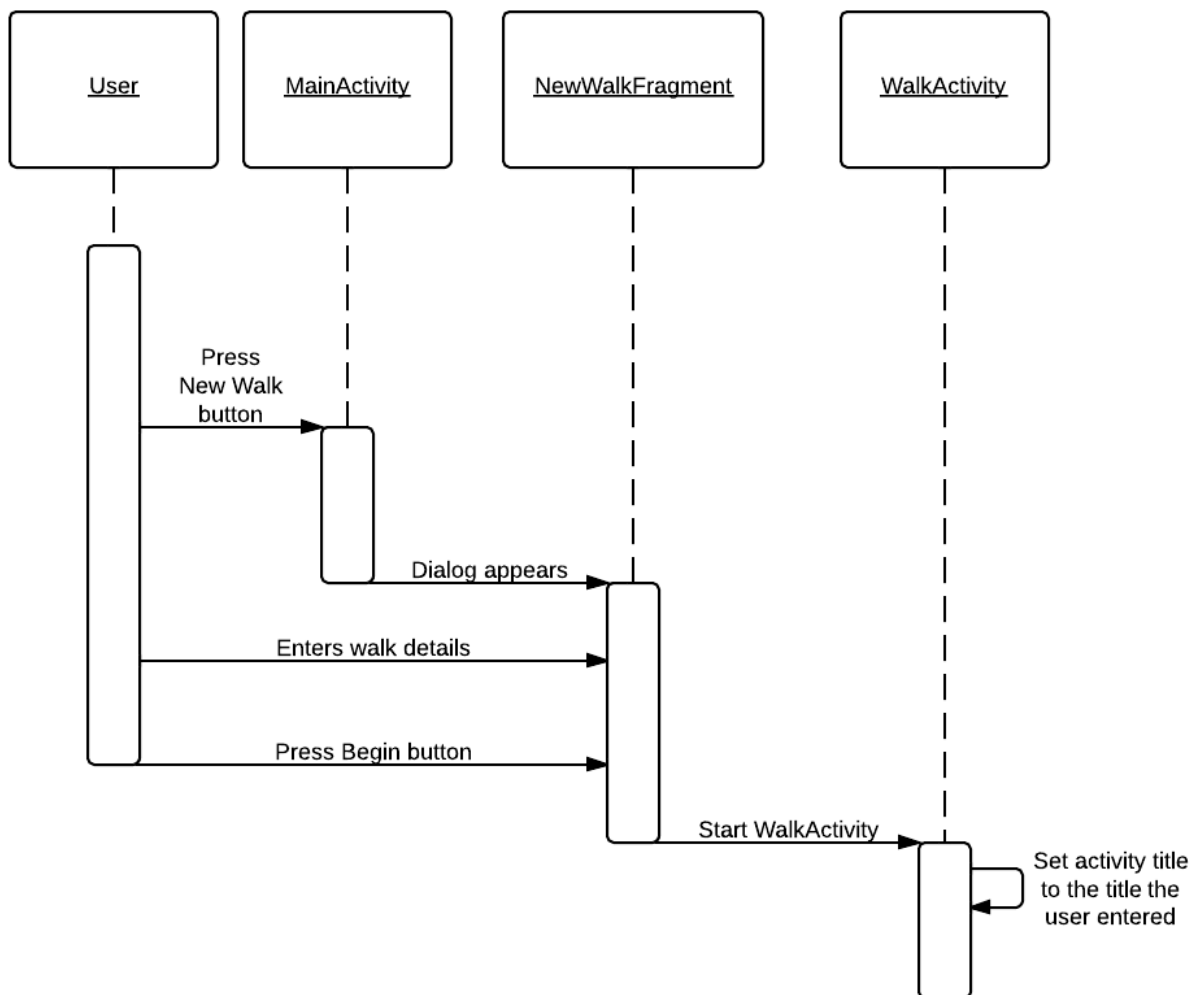 User
MainActivity
NewWalkFragment
WalkActivity
Press
New Walk
button
Dialog appears
Enters walk details
Press Begin button
Start WalkActivity
Set activity title
to the title the
user entered